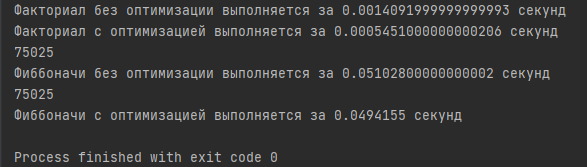 Факториал без оптимизации выполняется за 0.0014091999999999993 секунд
Факториал с оптимизацией выполняется за 0.0005451000000000206 секунд
75025
Фиббоначи без оптимизации выполняется за 0.05102800000000002 секунд
75025
Фиббоначи с оптимизацией выполняется за 0.0494155 секунд
Process finished with exit code 0